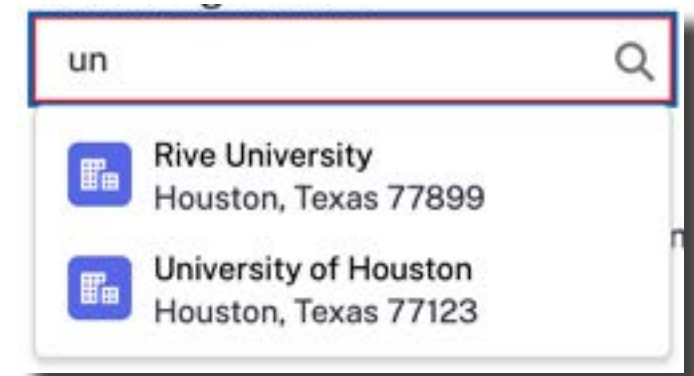 un
Rive University
Houston, Texas 77899
University of Houston
Houston, Texas 77123